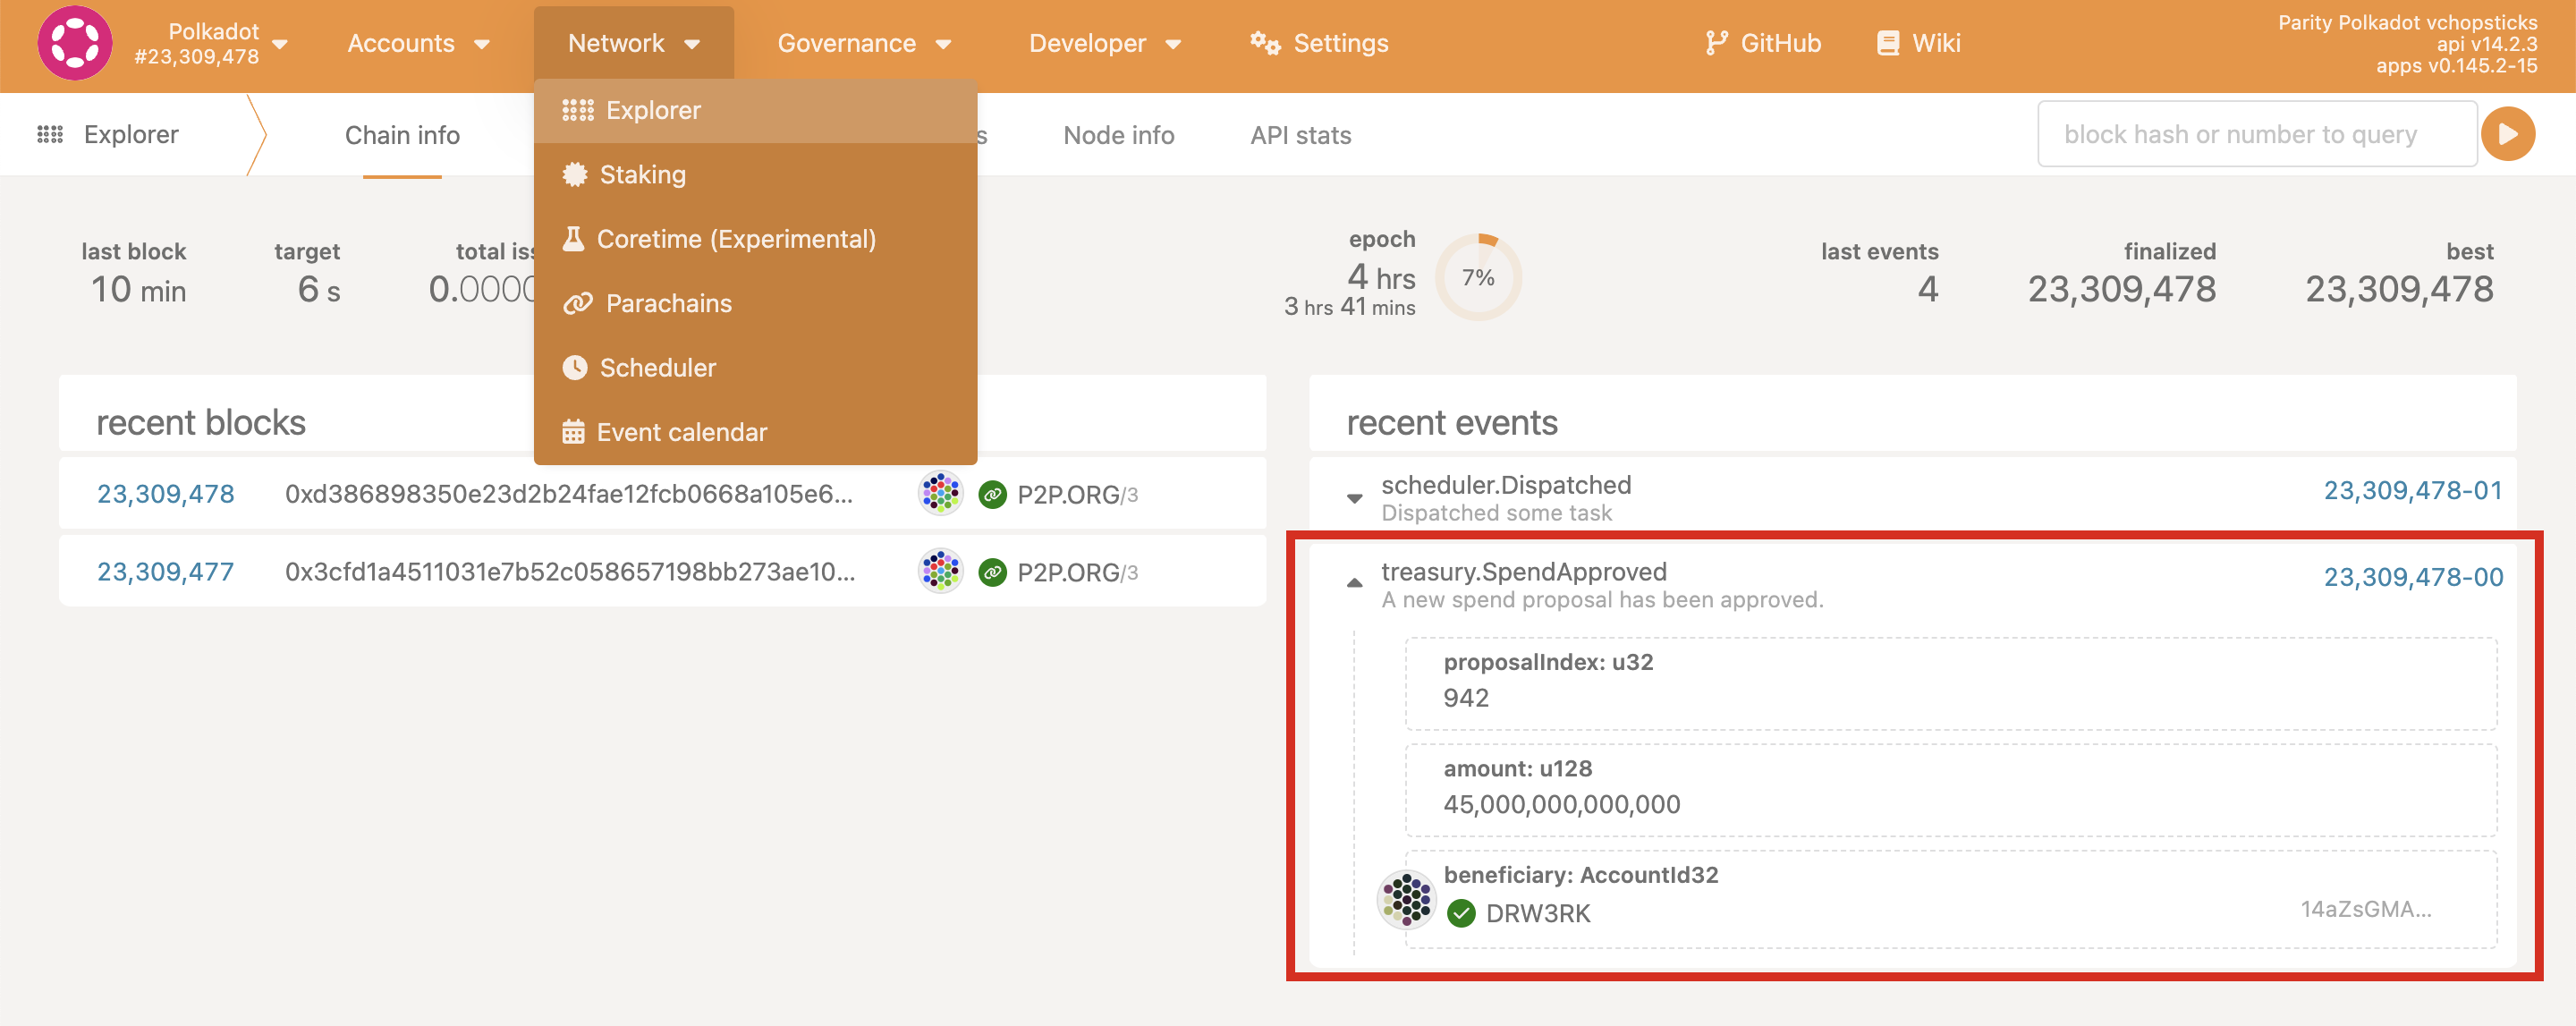 Polkadot
#23,309,478
Accounts
Network
Governance
Developer
Settings
GitHub
Wiki
Parity Polkadot vchopsticks
api v14.2.3
apps v0.145.2-15
Explorer
Chain info
Node info
API stats
block hash or number to query
Explorer
Staking
Coretime (Experimental)
Parachains
Scheduler
Event calendar
last block
10 min
target
6 s
total
0.0000
epoch
4 hrs
3 hrs 41 mins
7%
last events
4
finalized
23,309,478
best
23,309,478
recent blocks
23,309,478 0xd386898350e23d2b24fae12fcb0668a105e6... P2P.ORG/3
23,309,477 0x3cfd1a4511031e7b52c058657198bb273ae10... P2P.ORG/3
recent events
scheduler.Dispatched
Dispatched some task
23,309,478-01
treasury.SpendApproved
A new spend proposal has been approved.
23,309,478-00
proposalIndex: u32
942
amount: u128
45,000,000,000,000
beneficiary: AccountId32
DRW3RK
14aZsGMA...